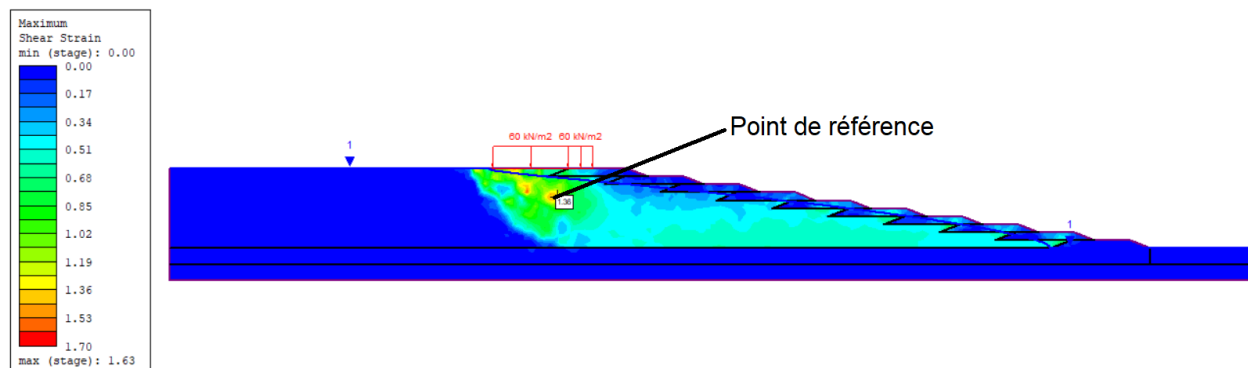 Maximum
Shear Strain
min (stage): 0.00
0.00
0.17
0.34
0.51
0.68
0.85
1.02
1.19
1.36
1.53
1.70
max (stage): 1.63
1
60 kN/m2 60 kN/m2
Point de référence
1.36
1